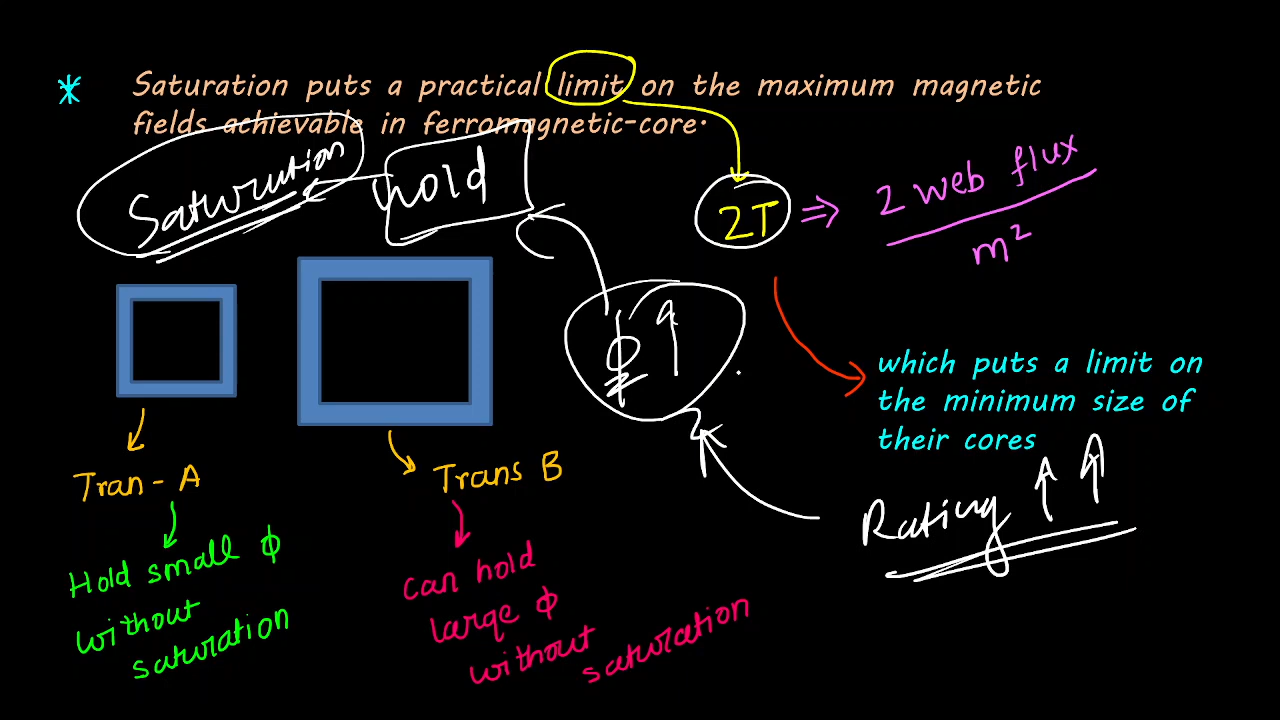 * Saturation puts a practical limit on the maximum magnetic
fields achievable in ferromagnetic-core.
Saturation
hold
2T ⇒ 2 web flux
m²
ϕ ↑
which puts a limit on
the minimum size of
their cores
Tran - A
Trans B
Rating ↑ ↑
Hold small ϕ
without
saturation
can hold
large ϕ
without
saturation